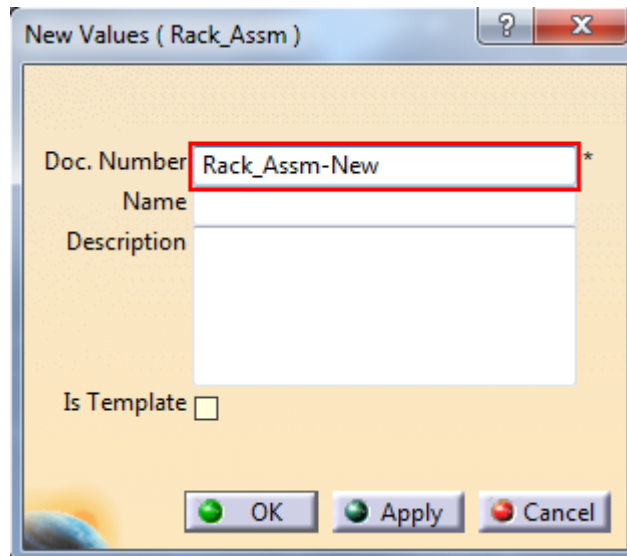 New Values ( Rack_Assm )
?
Doc. Number Rack_Assm-New *
Name
Description
Is Template
OK Apply Cancel